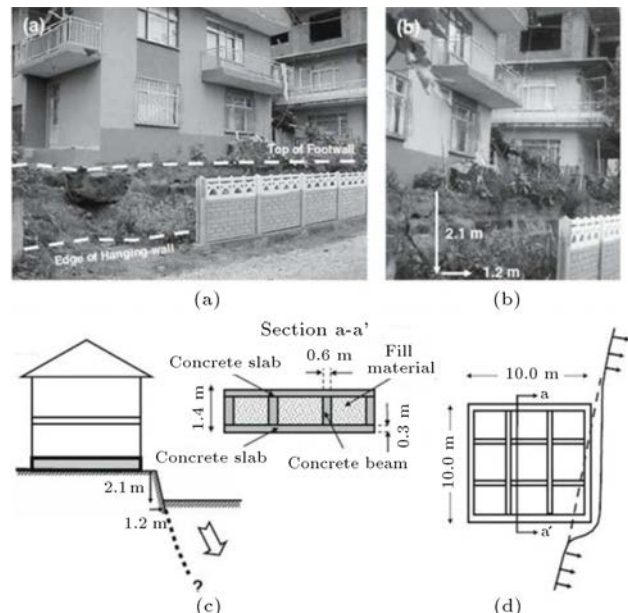 (a)
Top of Footwall
Edge of Hanging-wall
(b)
2.1 m
1.2 m
(a)
(b)
Section a-a'
Concrete slab
0.6 m
Fill
material
1.4 m
0.3 m
Concrete slab
Concrete beam
2.1 m
1.2 m
?
(c)
10.0 m
a
10.0 m
a'
(d)